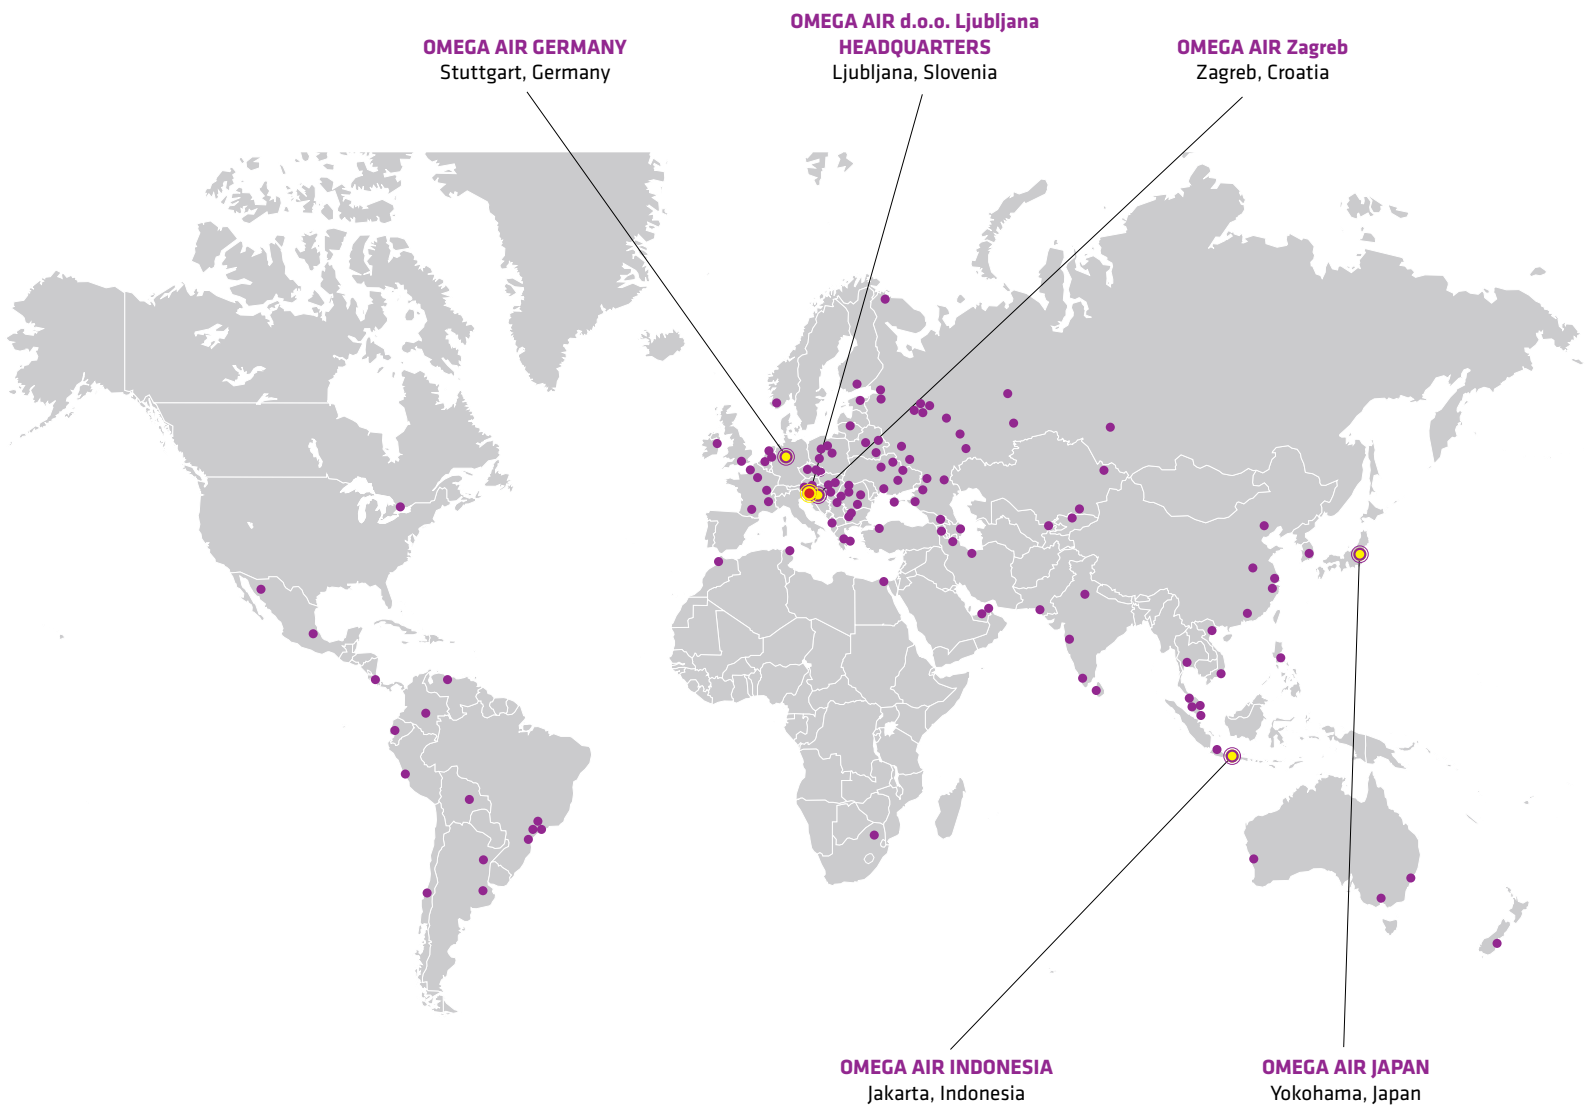 OMEGA AIR GERMANY
Stuttgart, Germany
OMEGA AIR d.o.o. Ljubljana
HEADQUARTERS
Ljubljana, Slovenia
OMEGA AIR Zagreb
Zagreb, Croatia
OMEGA AIR INDONESIA
Jakarta, Indonesia
OMEGA AIR JAPAN
Yokohama, Japan